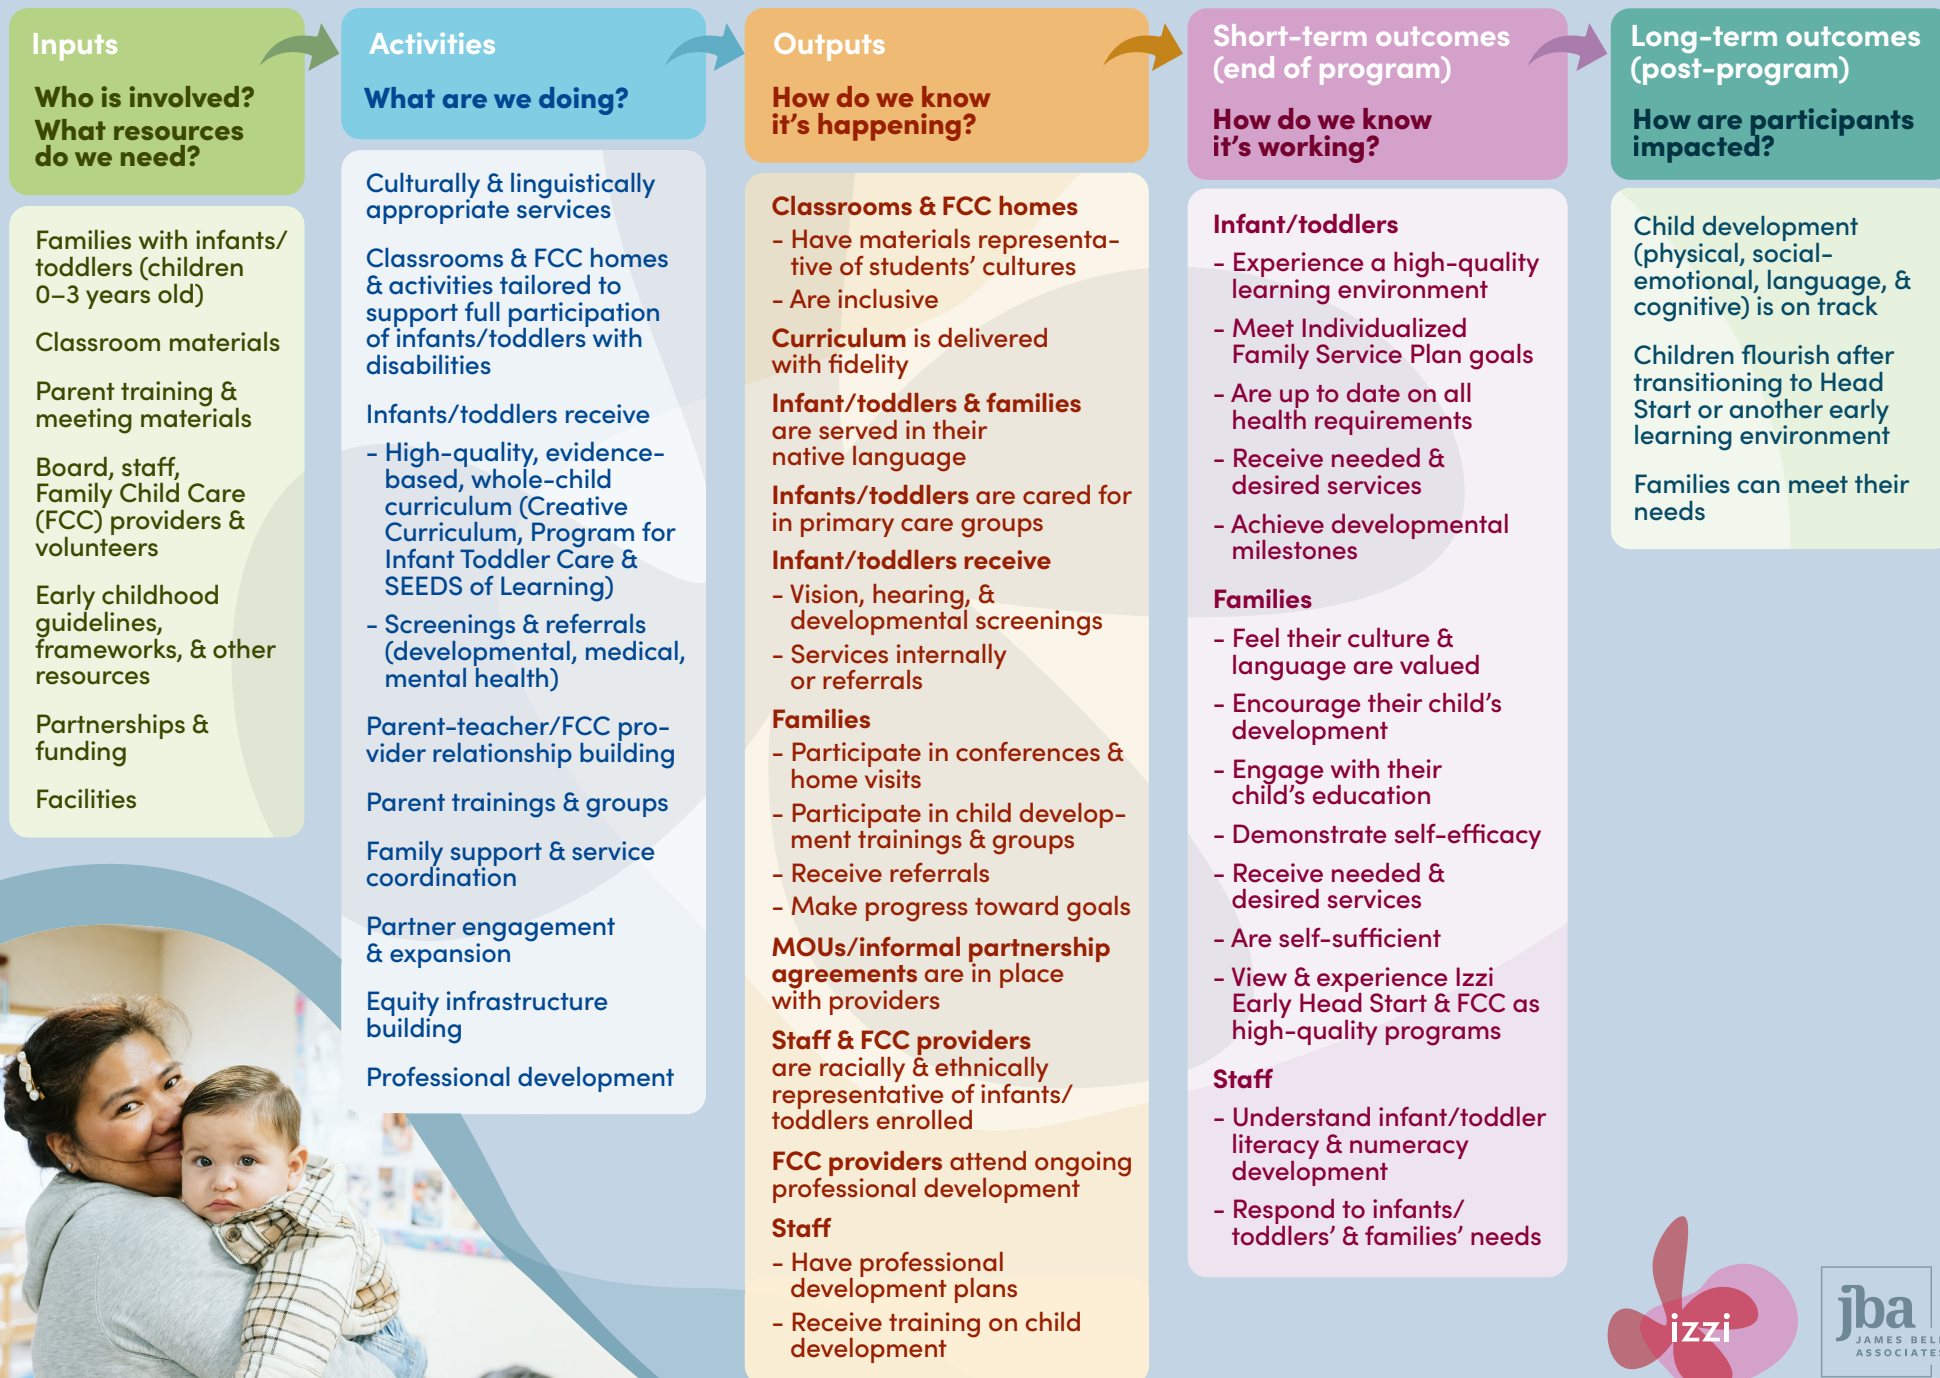 Inputs
Who is involved?
What resources
do we need?
Families with infants/
toddlers (children
0–3 years old)
Classroom materials
Parent training &
meeting materials
Board, staff,
Family Child Care
(FCC) providers &
volunteers
Early childhood
guidelines,
frameworks, & other
resources
Partnerships &
funding
Facilities
Activities
What are we doing?
Culturally & linguistically
appropriate services
Classrooms & FCC homes
& activities tailored to
support full participation
of infants/toddlers with
disabilities
Infants/toddlers receive
- High-quality, evidence-
based, whole-child
curriculum (Creative
Curriculum, Program for
Infant Toddler Care &
SEEDS of Learning)
- Screenings & referrals
(developmental, medical,
mental health)
Parent-teacher/FCC pro-
vider relationship building
Parent trainings & groups
Family support & service
coordination
Partner engagement
& expansion
Equity infrastructure
building
Professional development
Outputs
How do we know
it's happening?
Classrooms & FCC homes
- Have materials representa-
tive of students' cultures
- Are inclusive
Curriculum is delivered
with fidelity
Infant/toddlers & families
are served in their
native language
Infants/toddlers are cared for
in primary care groups
Infant/toddlers receive
- Vision, hearing, &
developmental screenings
- Services internally
or referrals
Families
- Participate in conferences &
home visits
- Participate in child develop-
ment trainings & groups
- Receive referrals
- Make progress toward goals
MOUs/informal partnership
agreements are in place
with providers
Staff & FCC providers
are racially & ethnically
representative of infants/
toddlers enrolled
FCC providers attend ongoing
professional development
Staff
- Have professional
development plans
- Receive training on child
development
Short-term outcomes
(end of program)
How do we know
it's working?
Infant/toddlers
- Experience a high-quality
learning environment
- Meet Individualized
Family Service Plan goals
- Are up to date on all
health requirements
- Receive needed &
desired services
- Achieve developmental
milestones
Families
- Feel their culture &
language are valued
- Encourage their child's
development
- Engage with their
child's education
- Demonstrate self-efficacy
- Receive needed &
desired services
- Are self-sufficient
- View & experience Izzi
Early Head Start & FCC as
high-quality programs
Staff
- Understand infant/toddler
literacy & numeracy
development
- Respond to infants/
toddlers' & families' needs
Long-term outcomes
(post-program)
How are participants
impacted?
Child development
(physical, social-
emotional, language, &
cognitive) is on track
Children flourish after
transitioning to Head
Start or another early
learning environment
Families can meet their
needs
izzi
jba
JAMES BELL
ASSOCIATES